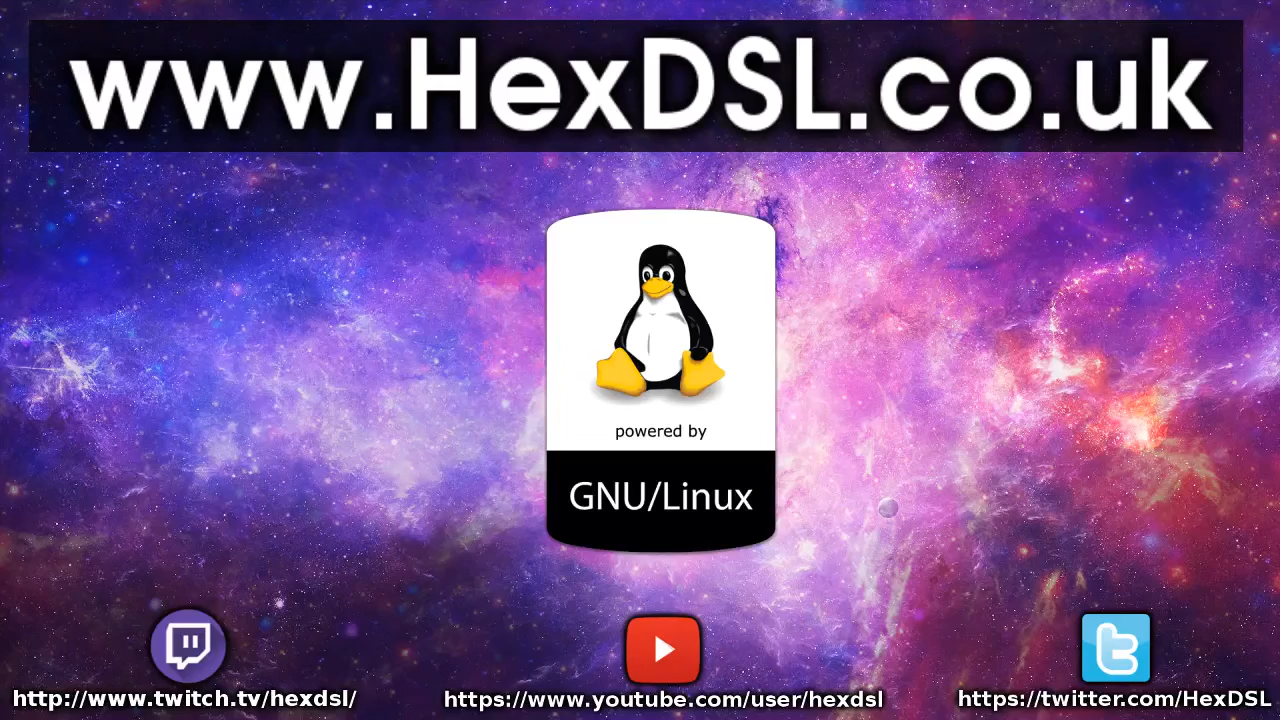 www.HexDSL.co.uk
powered by
GNU/Linux
http://www.twitch.tv/hexdsl/
https://www.youtube.com/user/hexdsl
https://twitter.com/HexDSL